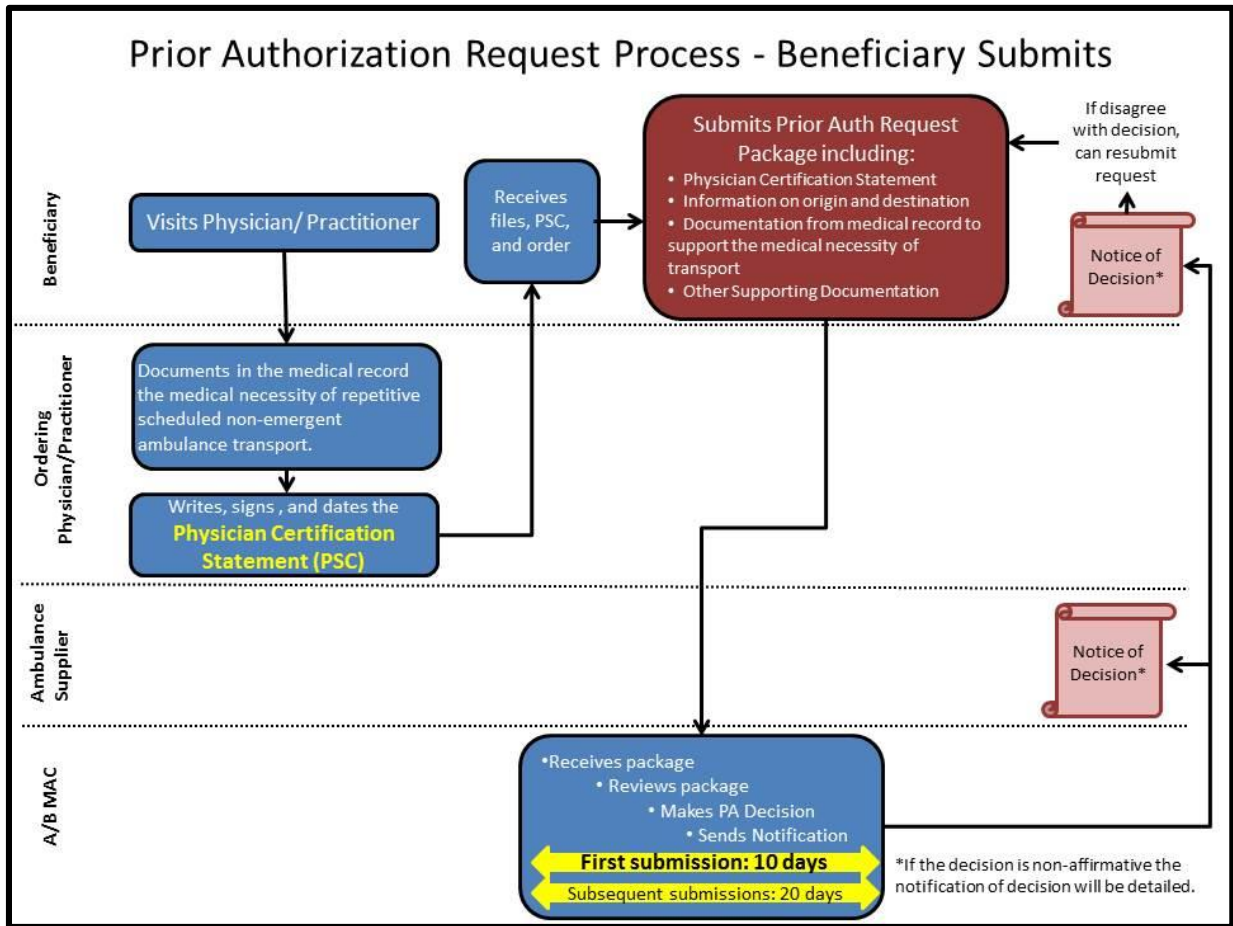 Prior Authorization Request Process - Beneficiary Submits
Beneficiary
Visits Physician/ Practitioner
Receives
files, PSC,
and order
Submits Prior Auth Request
Package including:
• Physician Certification Statement
• Information on origin and destination
• Documentation from medical record to
support the medical necessity of
transport
• Other Supporting Documentation
If disagree
with decision,
can resubmit
request
Notice of
Decision*
Ordering
Physician/Practitioner
Documents in the medical record
the medical necessity of repetitive
scheduled non-emergent
ambulance transport.
Writes, signs , and dates the
Physician Certification
Statement (PSC)
Ambulance
Supplier
Notice of
Decision*
A/B MAC
•Receives package
• Reviews package
• Makes PA Decision
• Sends Notification
First submission: 10 days
Subsequent submissions: 20 days
*If the decision is non-affirmative the
notification of decision will be detailed.